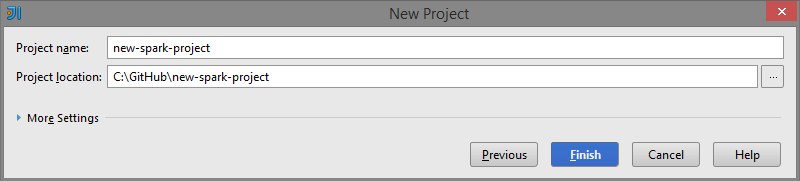 New Project
Project name: new-spark-project
Project location: C:\GitHub\new-spark-project ...
More Settings
Previous Finish Cancel Help